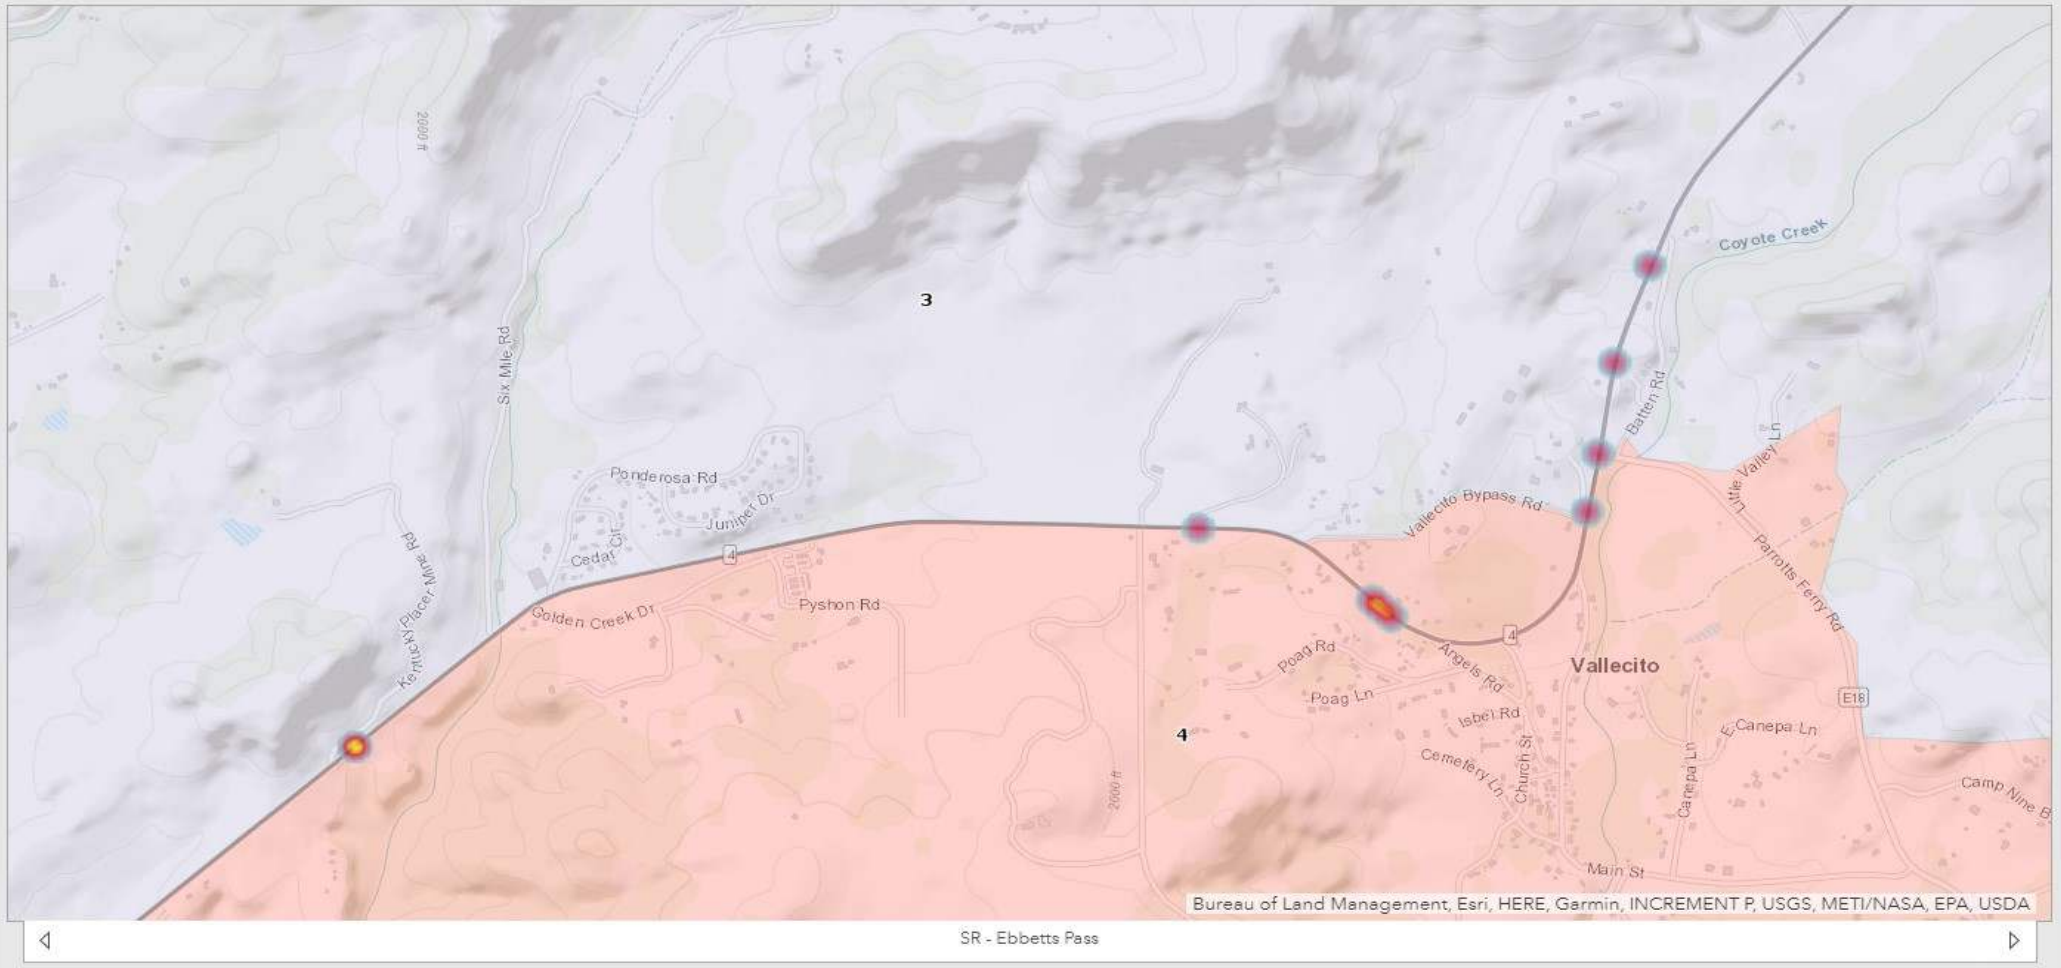 2000 ft
Coyote Creek
3
Six Mile Rd
Batten Rd
Little Valley Ln
Ponderosa Rd
Juniper Dr
Vallecito Bypass Rd
Cedar Cir
4
Kentucky Placer Mine Rd
Golden Creek Dr
Pyshon Rd
Parrotts Ferry Rd
4
Poag Rd
Angels Rd
Vallecito
Poag Ln
E18
Isbel Rd
E Canepa Ln
4
Cemetery Ln
Church St
Canepa Ln
2000 ft
Camp Nine
Main St
Bureau of Land Management, Esri, HERE, Garmin, INCREMENT P, USGS, METI/NASA, EPA, USDA
SR - Ebbetts Pass